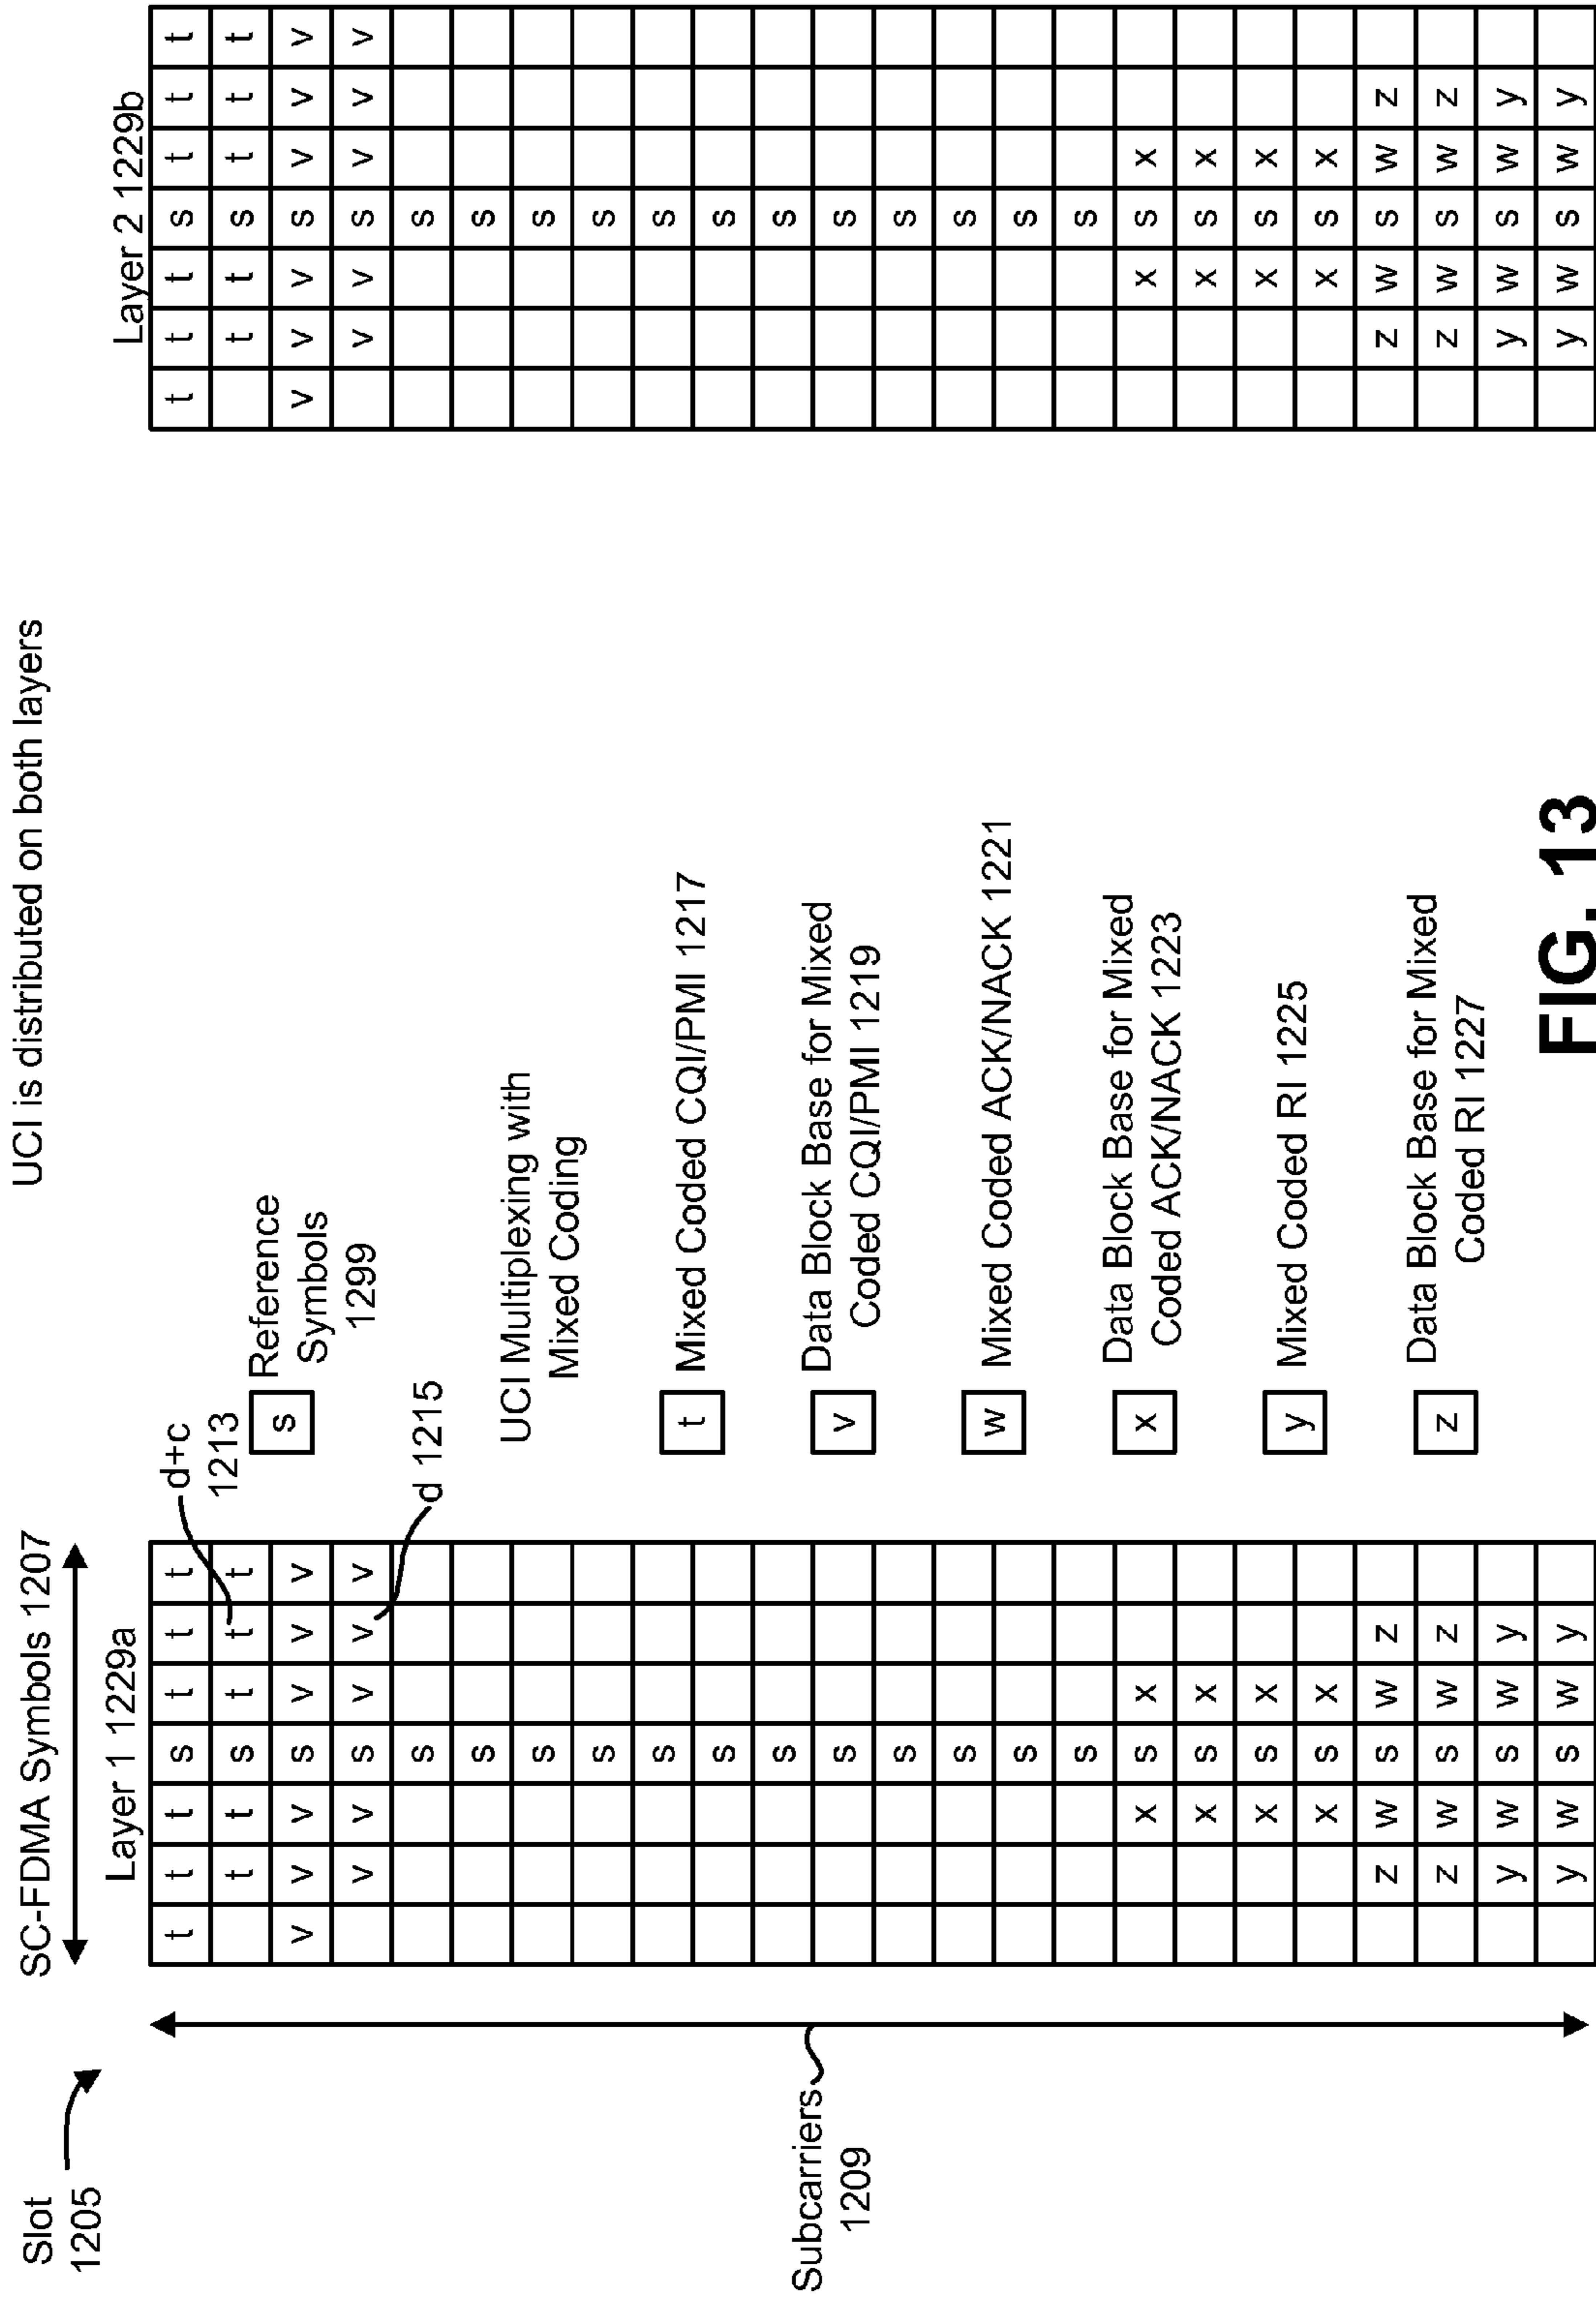 UCI is distributed on both layers
Slot
1205
SC-FDMA Symbols 1207
Layer 1 1229a
t t t s t t t
t t s t t t
v v v s v v v
v v s v v v
s
s
s
s
s
s
s
s
s
s
s
s
x s x
x s x
x s x
x s x
z w s w z
z w s w z
y w s w y
y w s w y
Subcarriers
1209
d+c
1213
s Reference
Symbols
1299
d 1215
UCI Multiplexing with
Mixed Coding
t Mixed Coded CQI/PMI 1217
v Data Block Base for Mixed
Coded CQI/PMI 1219
w Mixed Coded ACK/NACK 1221
x Data Block Base for Mixed
Coded ACK/NACK 1223
y Mixed Coded RI 1225
z Data Block Base for Mixed
Coded RI 1227
Layer 2 1229b
t t t s t t t
t t s t t t
v v v s v v v
v v s v v v
s
s
s
s
s
s
s
s
s
s
s
s
x s x
x s x
x s x
x s x
z w s w z
z w s w z
y w s w y
y w s w y
FIG. 13